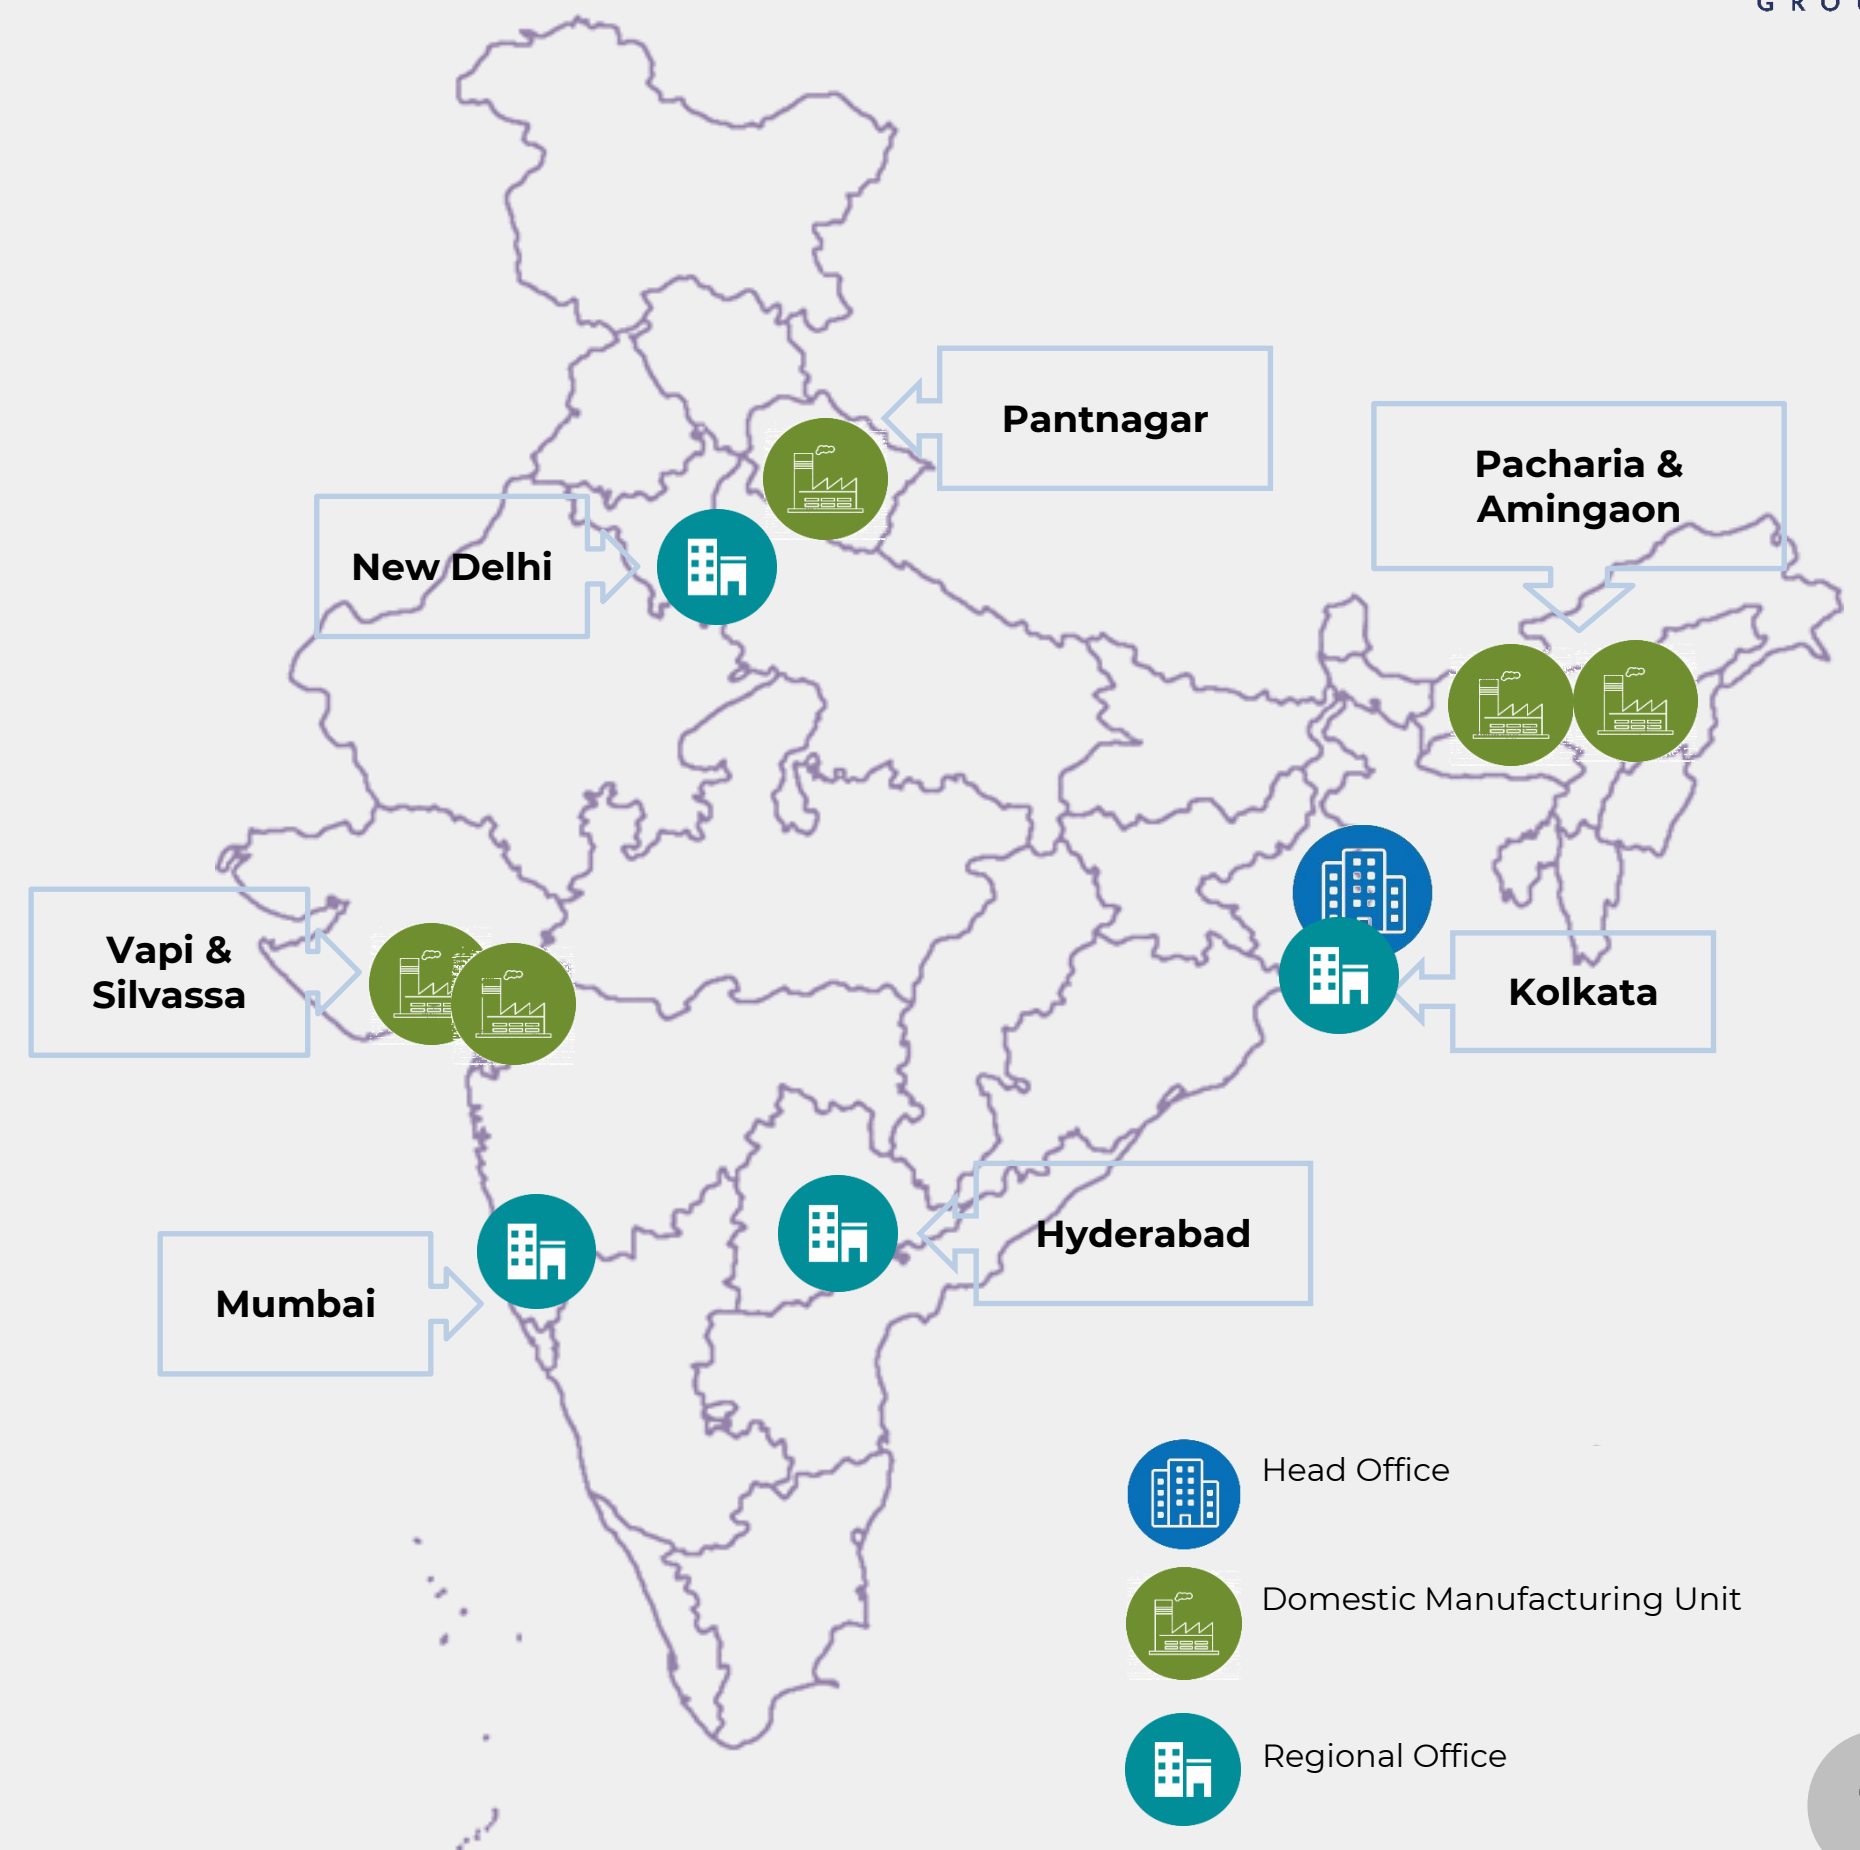 Pantnagar
Pacharia &
Amingaon
New Delhi
Vapi &
Silvassa
Kolkata
Hyderabad
Mumbai
Head Office
Domestic Manufacturing Unit
Regional Office